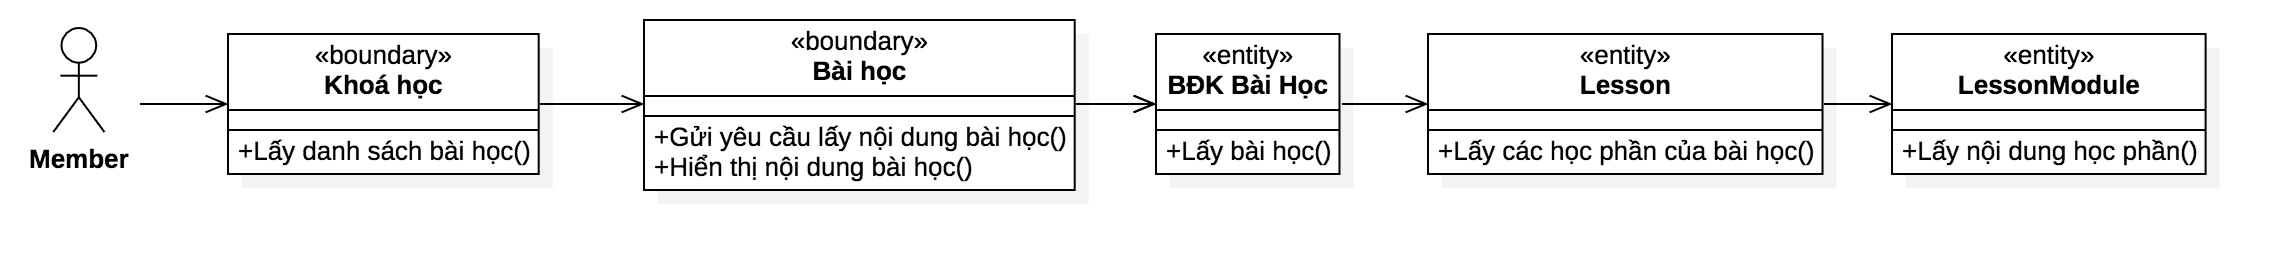 Member
«boundary»
Khoá học
+Lấy danh sách bài học()
«boundary»
Bài học
+Gửi yêu cầu lấy nội dung bài học()
+Hiển thị nội dung bài học()
«entity»
BĐK Bài Học
+Lấy bài học()
«entity»
Lesson
+Lấy các học phần của bài học()
«entity»
LessonModule
+Lấy nội dung học phần()